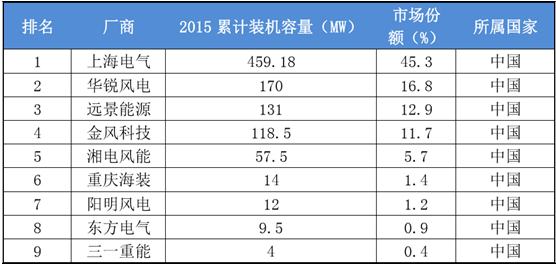 排名 厂商 2015 累计装机容量（MW） 市场份额（%） 所属国家
1 上海电气 459.18 45.3 中国
2 华锐风电 170 16.8 中国
3 远景能源 131 12.9 中国
4 金风科技 118.5 11.7 中国
5 湘电风能 57.5 5.7 中国
6 重庆海装 14 1.4 中国
7 阳明风电 12 1.2 中国
8 东方电气 9.5 0.9 中国
9 三一重能 4 0.4 中国